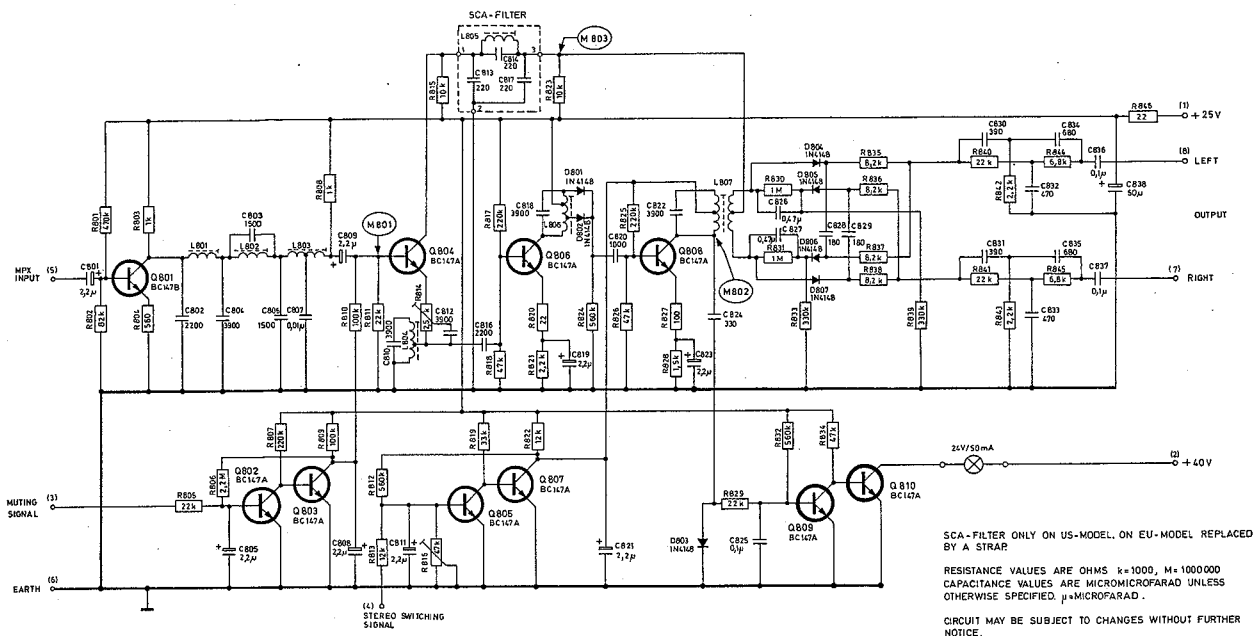 SCA-FILTER
L805
M 803
1
3
C814
220
C813
220
C817
220
2
R815
10 k
R823
10 k
R845
22
(1)
+ 25V
C830
390
C834
680
(8)
LEFT
R840
22 k
R844
6,8k
C836
0,1µ
R842
2,2k
C832
470
C838
50µ
OUTPUT
R801
470k
R803
1k
R808
1k
C803
1500
L801
L802
L803
C809
2,2µ
M801
Q804
BC147A
R817
220k
D801
1N4148
C818
3900
L806
D802
1N4148
R825
220k
C822
3900
L807
D804
1N4148
R835
8,2k
R830
1M
D805
1N4148
R836
8,2k
C826
0,47µ
C827
0,47µ
C828
180
C829
180
D806
1N4148
R837
8,2k
R831
1M
R838
8,2k
D807
1N4148
MPX
INPUT
(5)
C801
2,2µ
Q801
BC147B
R802
82k
R804
560
C802
2200
C804
3900
C805
1500
C807
0,01µ
R810
100k
R811
22k
R814
2,5k
C812
3900
C810
3900
L804
C816
2200
R818
47k
Q806
BC147A
R820
22
R821
2,2k
C819
2,2µ
R824
560k
C820
1000
R826
47k
Q808
BC147A
R827
100
R828
1,5k
C823
2,2µ
M802
C824
330
R833
330k
R839
330k
C831
390
C835
680
R841
22k
R845
6,8k
C837
0,1µ
(7)
RIGHT
R843
2,2k
C833
470
R807
220k
R809
100k
R806
2,2M
Q802
BC147A
Q803
BC147A
MUTING
SIGNAL
(3)
R805
22k
C805
2,2µ
C808
2,2µ
R819
33k
R822
12k
R812
560k
Q807
BC147A
Q805
BC147A
R813
12k
C811
2,2µ
R816
47k
C821
2,2µ
R832
560k
R834
47k
24V/50mA
(2)
+ 40V
Q810
BC147A
R829
22k
Q809
BC147A
D803
1N4148
C825
0,1µ
EARTH
(6)
(4)
STEREO SWITCHING
SIGNAL
SCA-FILTER ONLY ON US-MODEL. ON EU-MODEL REPLACED
BY A STRAP.
RESISTANCE VALUES ARE OHMS k=1000, M=1000000
CAPACITANCE VALUES ARE MICROMICROFARAD UNLESS
OTHERWISE SPECIFIED. µ=MICROFARAD.
CIRCUIT MAY BE SUBJECT TO CHANGES WITHOUT FURTHER
NOTICE.